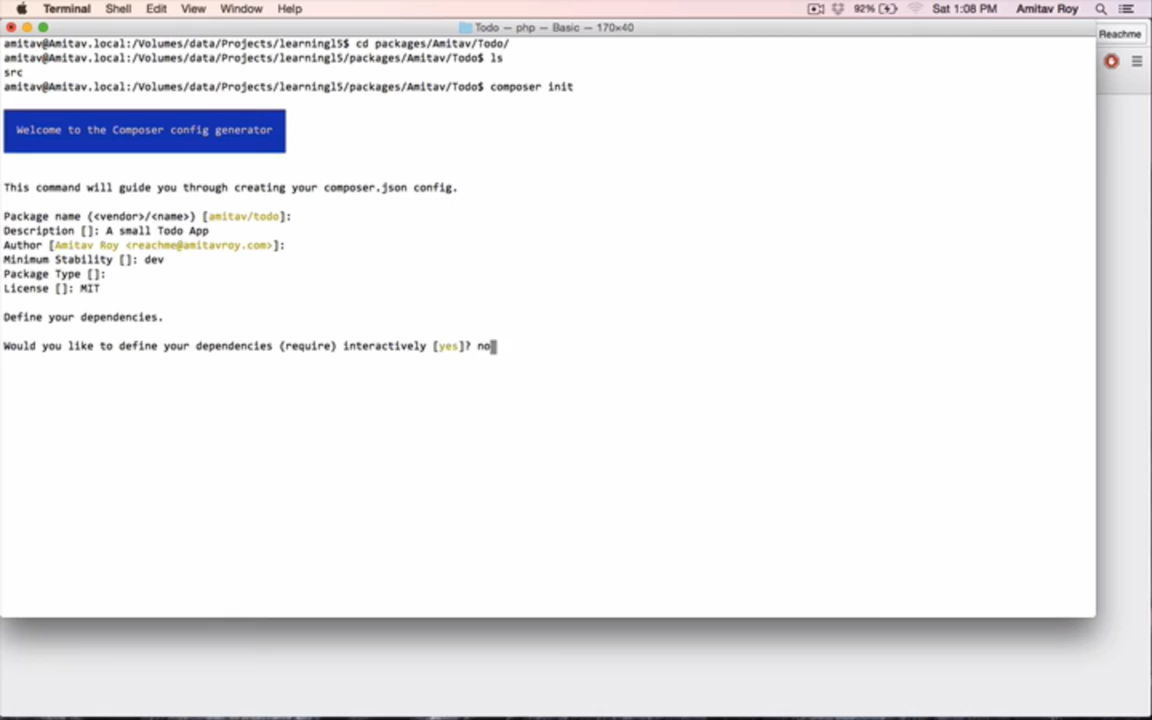 Terminal Shell Edit View Window Help 92% Sat 1:08 PM Amitav Roy
Todo — php — Basic — 170×40
Reachme
amitav@Amitav.local:/Volumes/data/Projects/learningl5$ cd packages/Amitav/Todo/
amitav@Amitav.local:/Volumes/data/Projects/learningl5/packages/Amitav/Todo$ ls
src
amitav@Amitav.local:/Volumes/data/Projects/learningl5/packages/Amitav/Todo$ composer init
Welcome to the Composer config generator
This command will guide you through creating your composer.json config.
Package name (<vendor>/<name>) [amitav/todo]:
Description []: A small Todo App
Author [Amitav Roy <reachme@amitavroy.com>]:
Minimum Stability []: dev
Package Type []:
License []: MIT
Define your dependencies.
Would you like to define your dependencies (require) interactively [yes]? no